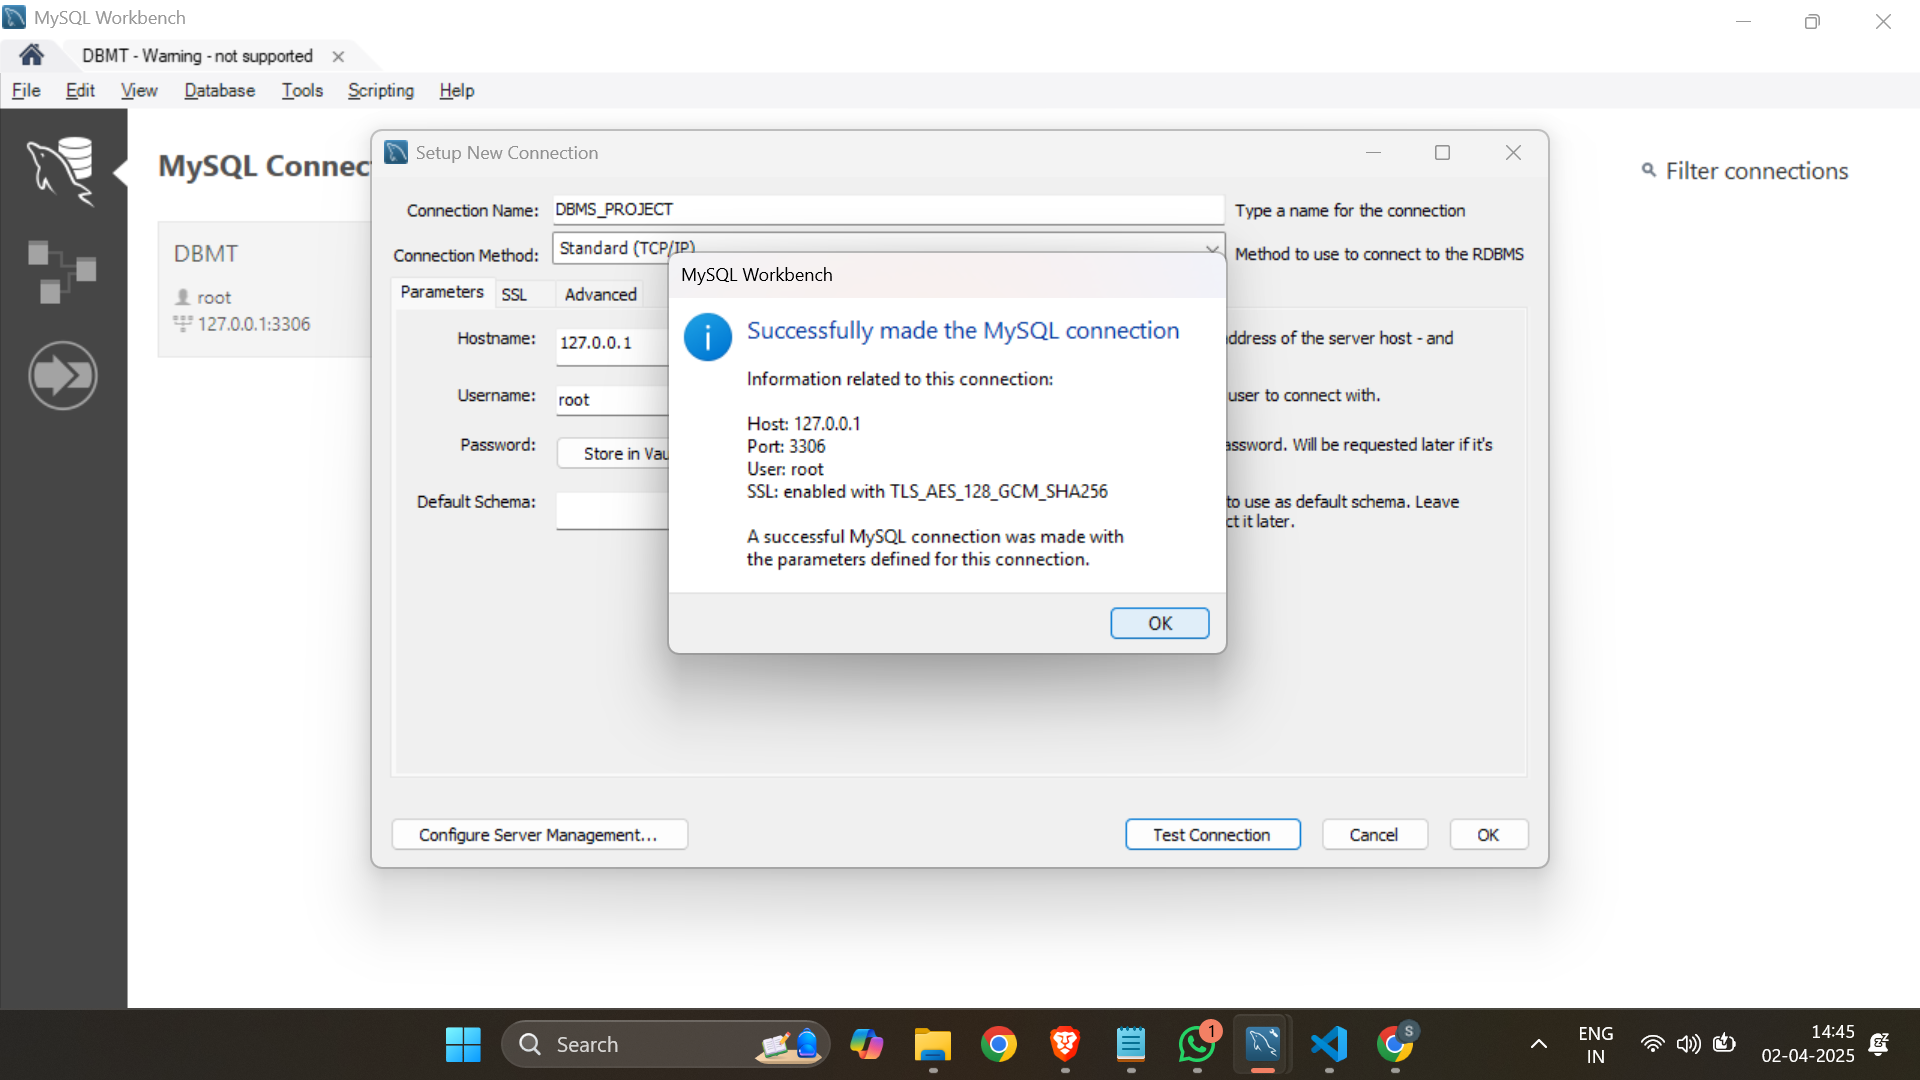 MySQL Workbench
DBMT - Warning - not supported
File Edit View Database Tools Scripting Help
MySQL Connec
Filter connections
DBMT
root
127.0.0.1:3306
Setup New Connection
Connection Name: DBMS_PROJECT Type a name for the connection
Connection Method: Standard (TCP/IP) Method to use to connect to the RDBMS
Parameters SSL Advanced
Hostname: 127.0.0.1 address of the server host - and
Username: root user to connect with.
Password: Store in Vau assword. Will be requested later if it's
Default Schema: to use as default schema. Leave
ct it later.
MySQL Workbench
Successfully made the MySQL connection
Information related to this connection:
Host: 127.0.0.1
Port: 3306
User: root
SSL: enabled with TLS_AES_128_GCM_SHA256
A successful MySQL connection was made with
the parameters defined for this connection.
OK
Configure Server Management... Test Connection Cancel OK
Search
1
S
ENG
IN
14:45
02-04-2025